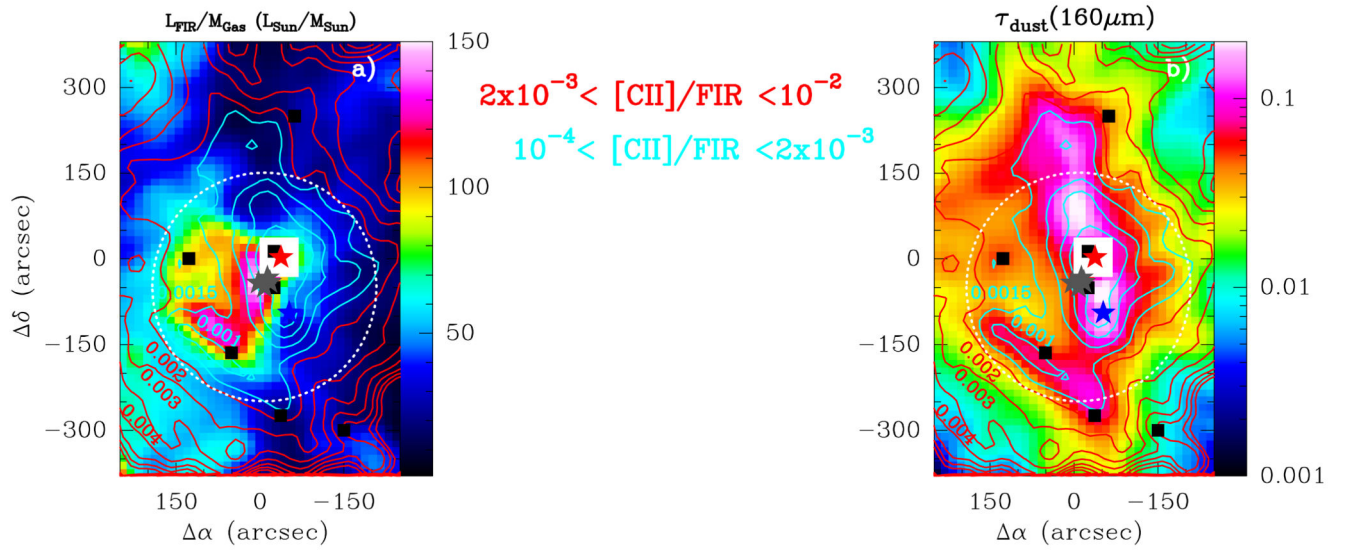 L_FIR/M_Gas (L_Sun/M_Sun)
a)
150
100
50
300
150
0
−150
−300
Δδ (arcsec)
0016
0.001
0.002
0.003
0.004
150 0 −150
Δα (arcsec)
2x10⁻³< [CII]/FIR <10⁻²
10⁻⁴< [CII]/FIR <2x10⁻³
τ_dust(160μm)
b)
0.1
0.01
0.001
300
150
0
−150
−300
0.0015
0.001
0.002
0.003
0.004
150 0 −150
Δα (arcsec)